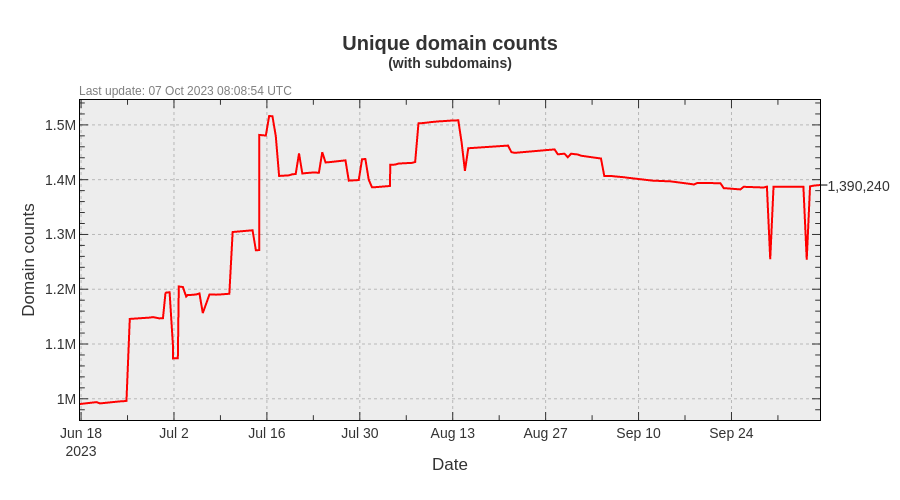 Unique domain counts
(with subdomains)
Last update: 07 Oct 2023 08:08:54 UTC
1.5M
1.4M
1.3M
1.2M
1.1M
1M
Domain counts
1,390,240
Jun 18 Jul 2 Jul 16 Jul 30 Aug 13 Aug 27 Sep 10 Sep 24
2023
Date